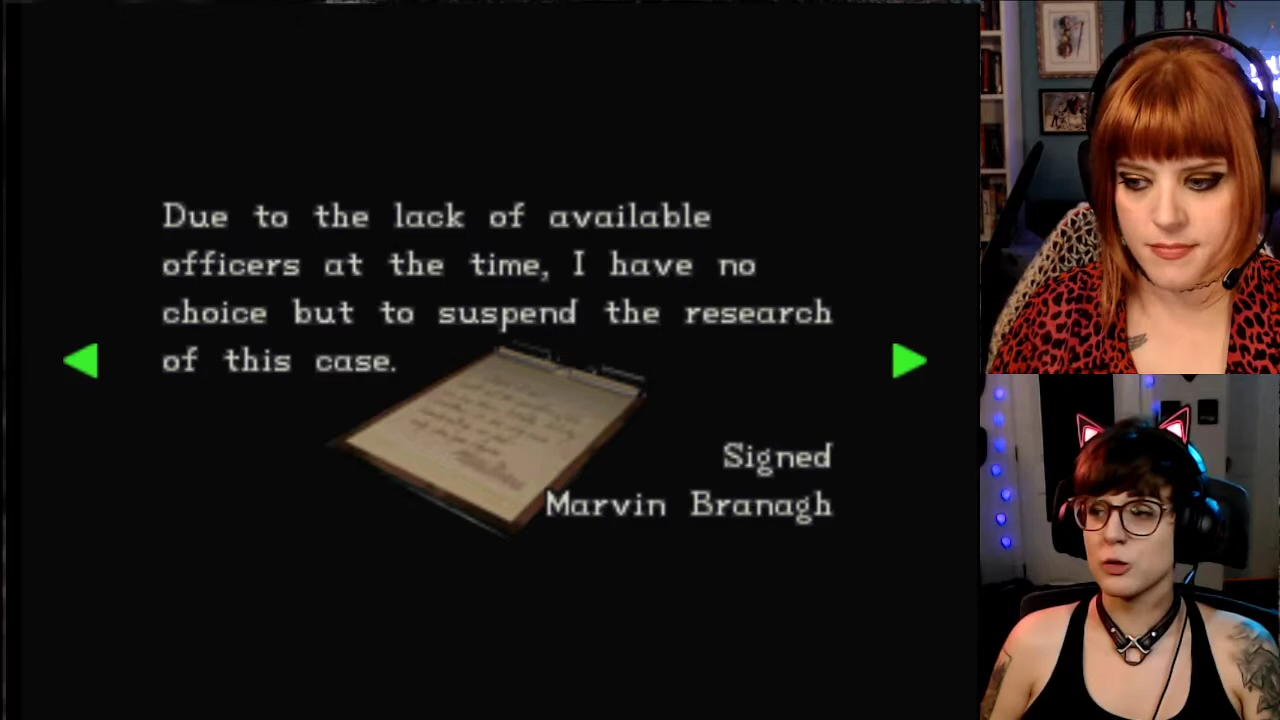 Due to the lack of available
officers at the time, I have no
choice but to suspend the research
of this case.
Signed
Marvin Branagh